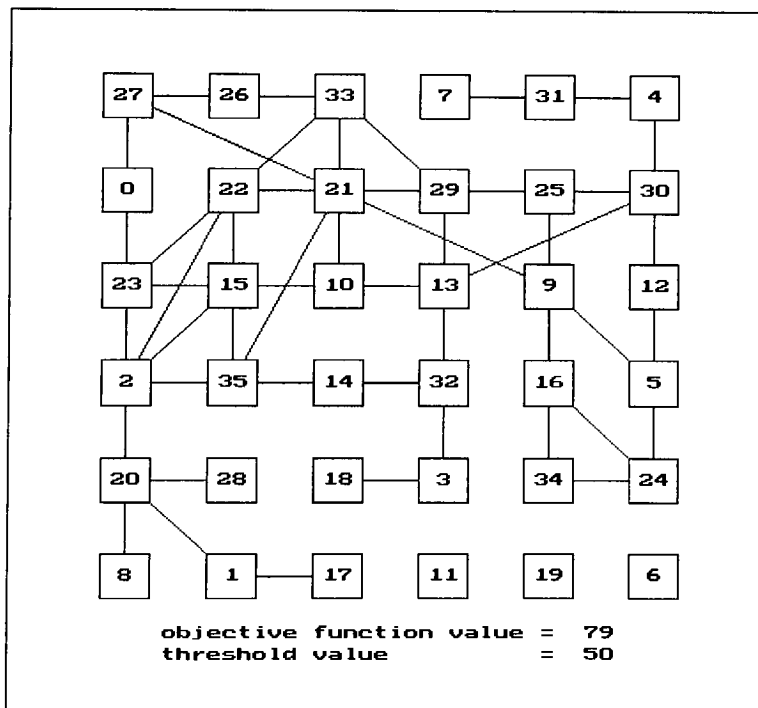 27 26 33 7 31 4
0 22 21 29 25 30
23 15 10 13 9 12
2 35 14 32 16 5
20 28 18 3 34 24
8 1 17 11 19 6
objective function value = 79
threshold value = 50